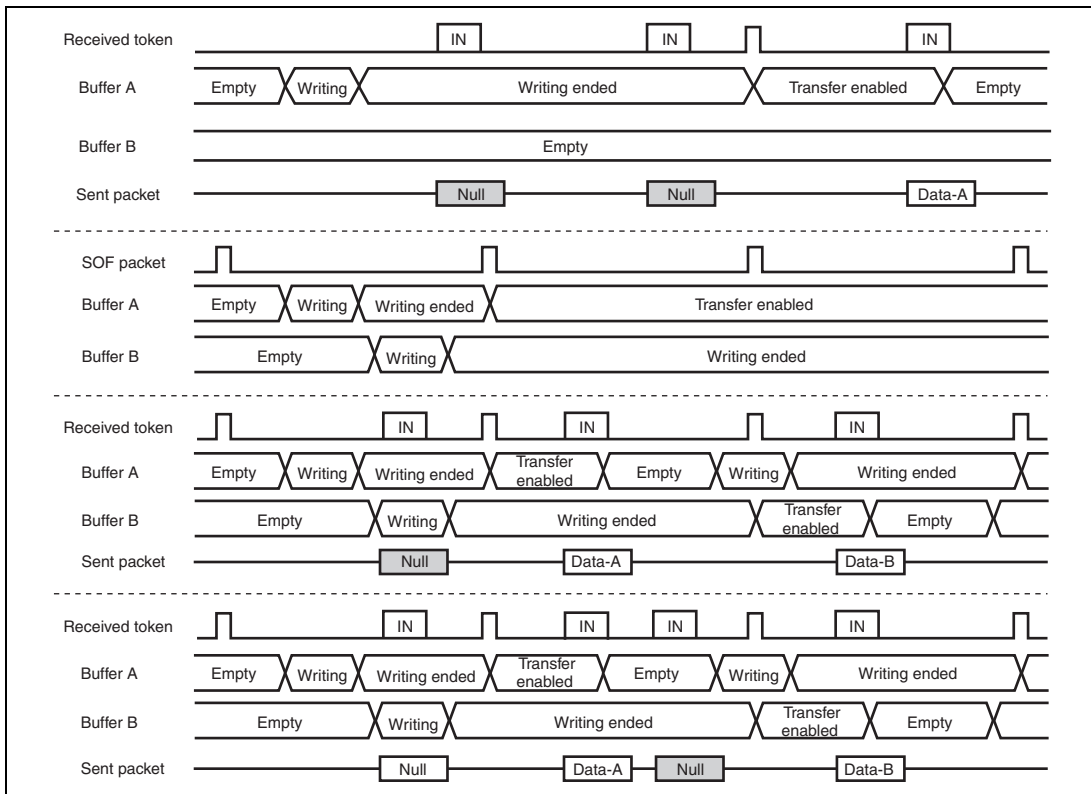 Received token IN IN IN
Buffer A Empty Writing Writing ended Transfer enabled Empty
Buffer B Empty
Sent packet Null Null Data-A
SOF packet
Buffer A Empty Writing Writing ended Transfer enabled
Buffer B Empty Writing Writing ended
Received token IN IN IN
Buffer A Empty Writing Writing ended Transfer enabled Empty Writing Writing ended
Buffer B Empty Writing Writing ended Transfer enabled Empty
Sent packet Null Data-A Data-B
Received token IN IN IN IN
Buffer A Empty Writing Writing ended Transfer enabled Empty Writing Writing ended
Buffer B Empty Writing Writing ended Transfer enabled Empty
Sent packet Null Data-A Null Data-B